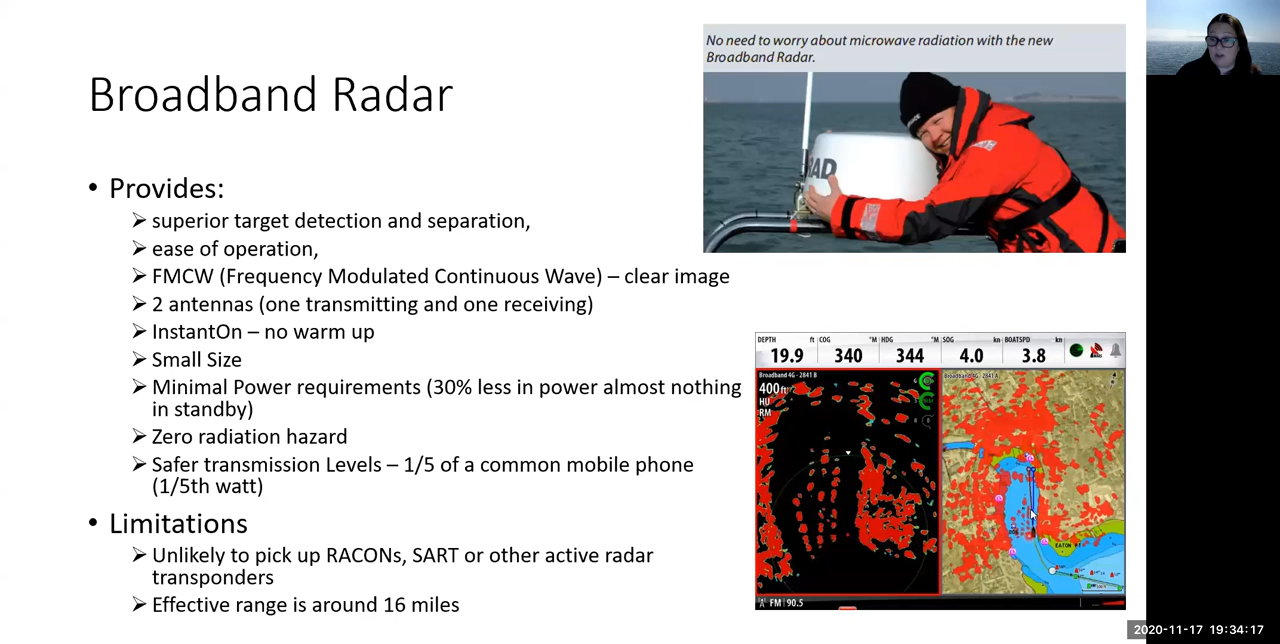 No need to worry about microwave radiation with the new
Broadband Radar.
Broadband Radar
• Provides:
➢ superior target detection and separation,
➢ ease of operation,
➢ FMCW (Frequency Modulated Continuous Wave) – clear image
➢ 2 antennas (one transmitting and one receiving)
➢ InstantOn – no warm up
➢ Small Size
➢ Minimal Power requirements (30% less in power almost nothing
in standby)
➢ Zero radiation hazard
➢ Safer transmission Levels – 1/5 of a common mobile phone
(1/5th watt)
• Limitations
➢ Unlikely to pick up RACONs, SART or other active radar
transponders
➢ Effective range is around 16 miles
DEPTH ft COG °M HDG °M SOG kn BOATSPD kn
19.9 340 344 4.0 3.8
Broadband 4G - 2841 B
Broadband 4G - 2841 A
400 ft
HU
RM
EATON
FM | 90.5
2020-11-17 19:34:17